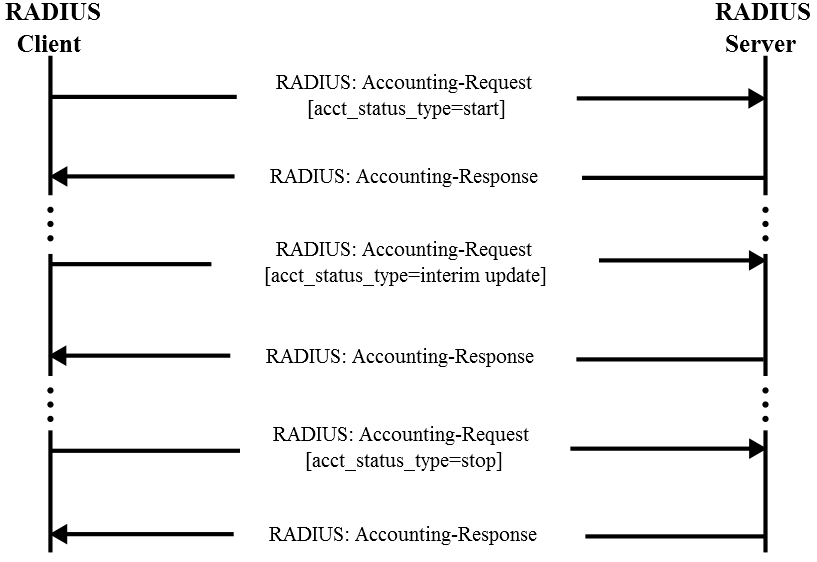 RADIUS
Client
RADIUS
Server
RADIUS: Accounting-Request
[acct_status_type=start]
RADIUS: Accounting-Response
RADIUS: Accounting-Request
[acct_status_type=interim update]
RADIUS: Accounting-Response
RADIUS: Accounting-Request
[acct_status_type=stop]
RADIUS: Accounting-Response